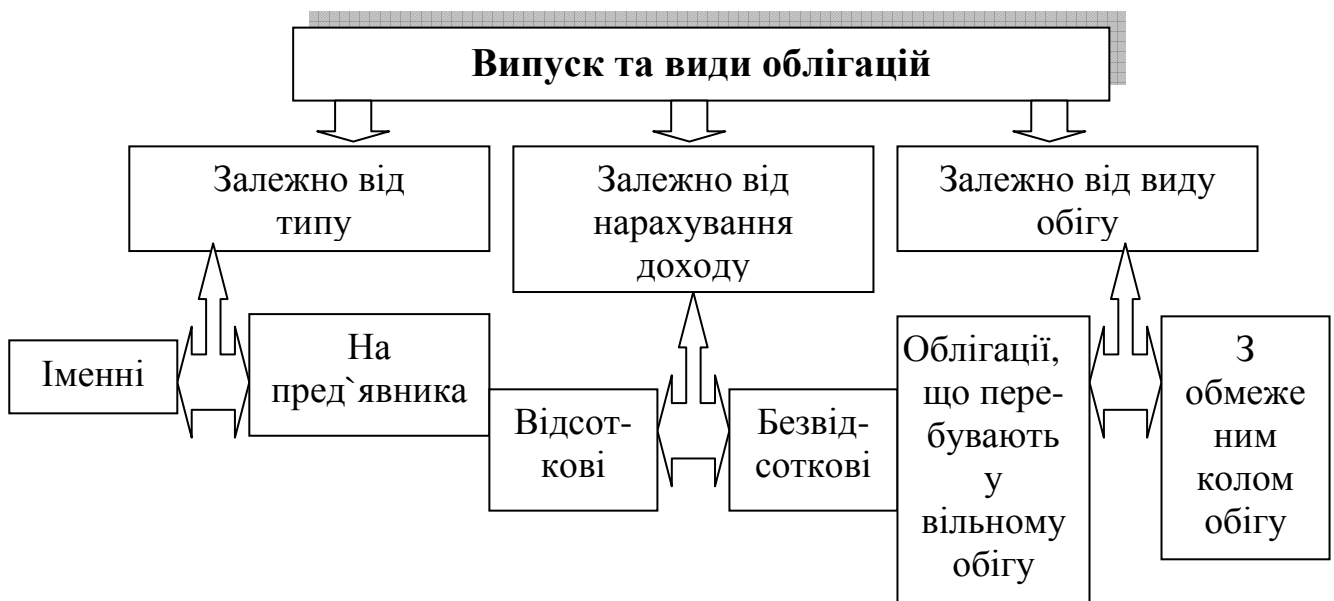 Випуск та види облігацій
Залежно від
типу
Залежно від
нарахування
доходу
Залежно від виду
обігу
Іменні
На
пред`явника
Відсот-
кові
Безвід-
соткові
Облігації,
що пере-
бувають
у
вільному
обігу
З
обмеже
ним
колом
обігу